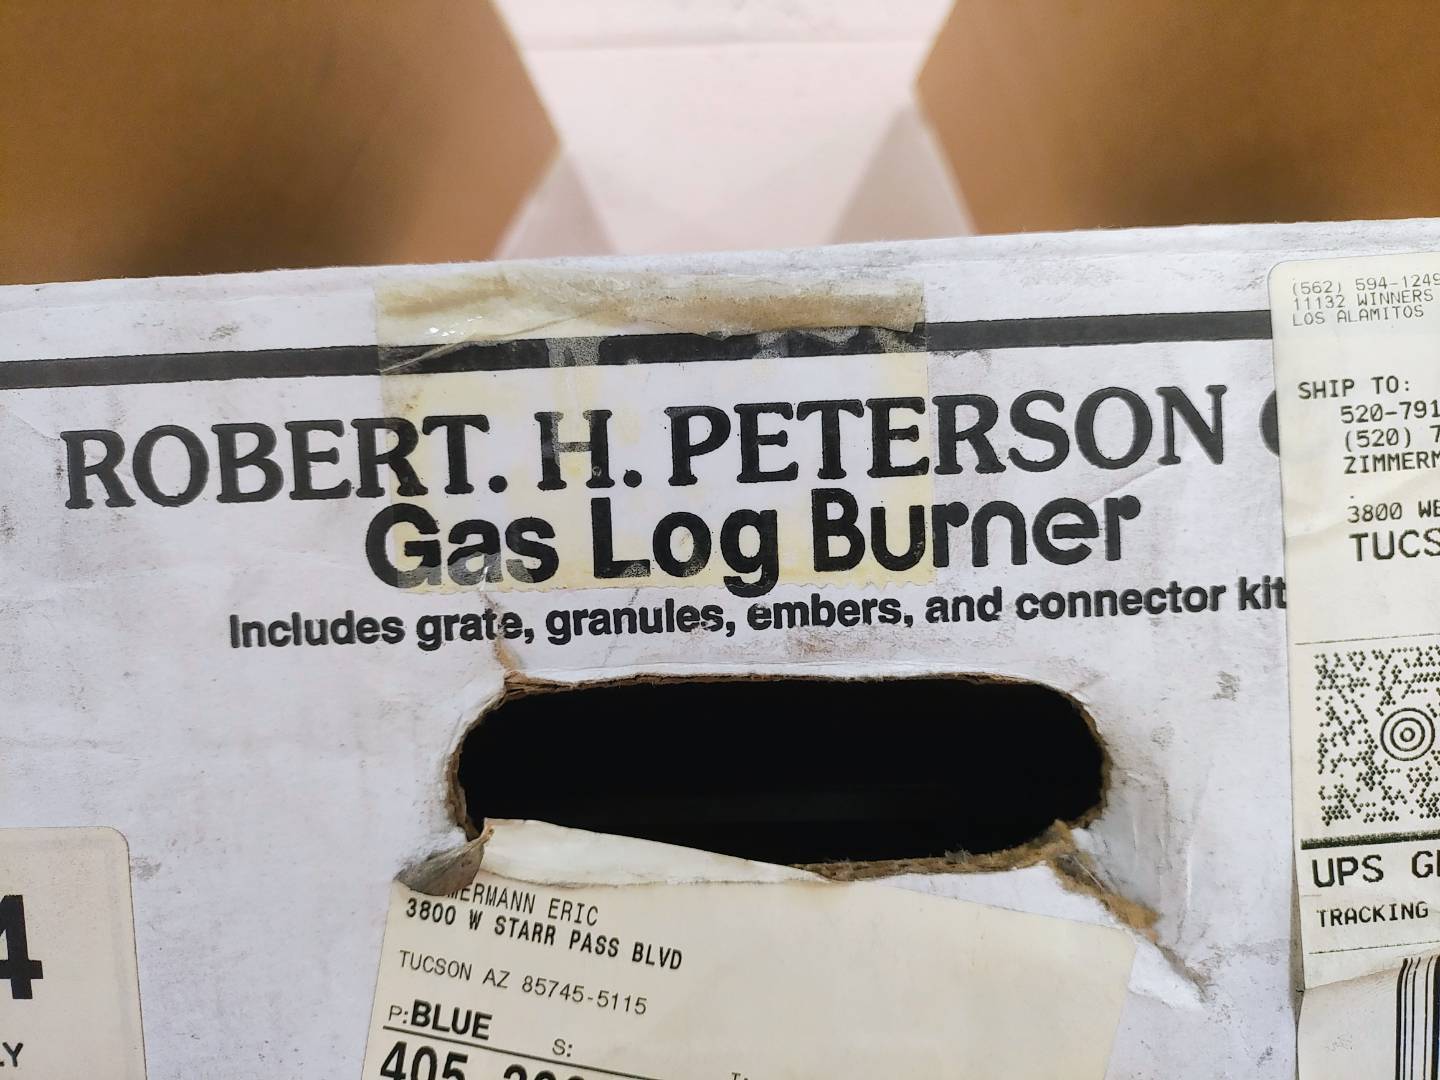 ROBERT. H. PETERSON
Gas Log Burner
Includes grate, granules, embers, and connector kit
(562) 594-1249
11132 WINNERS
LOS ALAMITOS
SHIP TO:
520-791
(520) 7
ZIMMERM
3800 WE
TUCS
UPS G
TRACKING
ERMANN ERIC
3800 W STARR PASS BLVD
TUCSON AZ 85745-5115
P:BLUE S:
405
4
LY